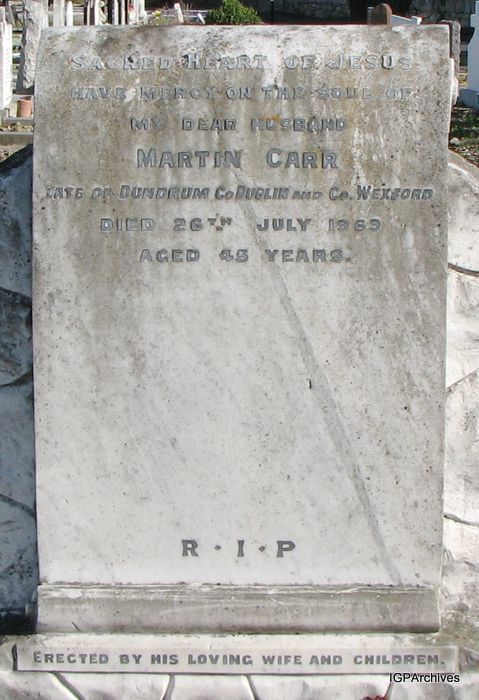 SACRED HEART OF JESUS
HAVE MERCY ON THE SOUL OF
MY DEAR HUSBAND
MARTIN CARR
LATE OF DUNDRUM CO DUBLIN AND CO. WEXFORD
DIED 26TH JULY 1969
AGED 45 YEARS.
R · I · P
ERECTED BY HIS LOVING WIFE AND CHILDREN.
IGPArchives